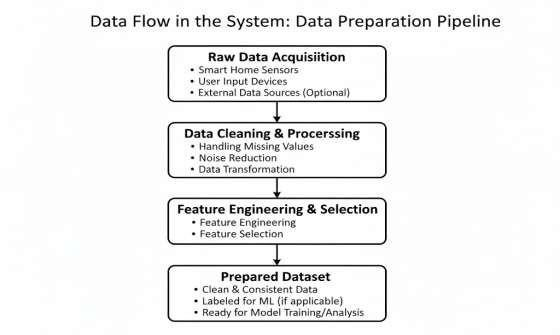 Data Flow in the System: Data Preparation Pipeline
Raw Data Acquisiition
• Smart Home Sensors
• User Input Devices
• External Data Sources (Optional)
Data Cleaning & Procerssing
• Handling Missing Values
• Noise Reduction
• Data Transformation
Feature Engineering & Selection
• Feature Engineering
• Feature Selection
Prepared Dataset
• Clean & Consistent Data
• Labeled for ML (if applicable)
• Ready for Model Training/Analysis